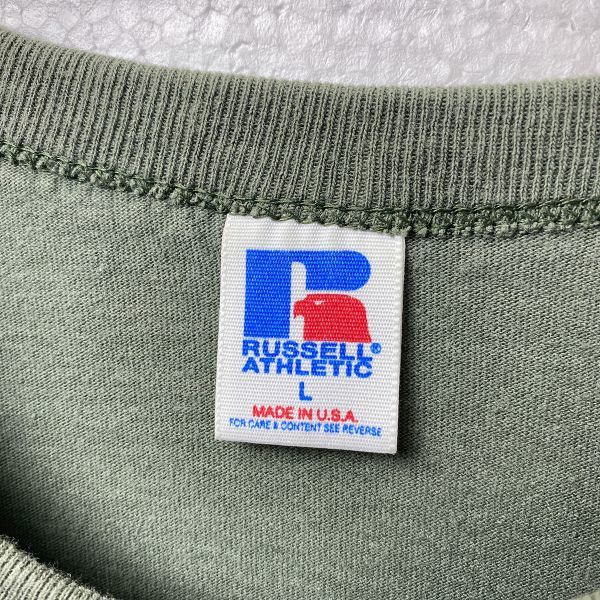 RUSSELL®
ATHLETIC
L
MADE IN U.S.A.
FOR CARE & CONTENT SEE REVERSE